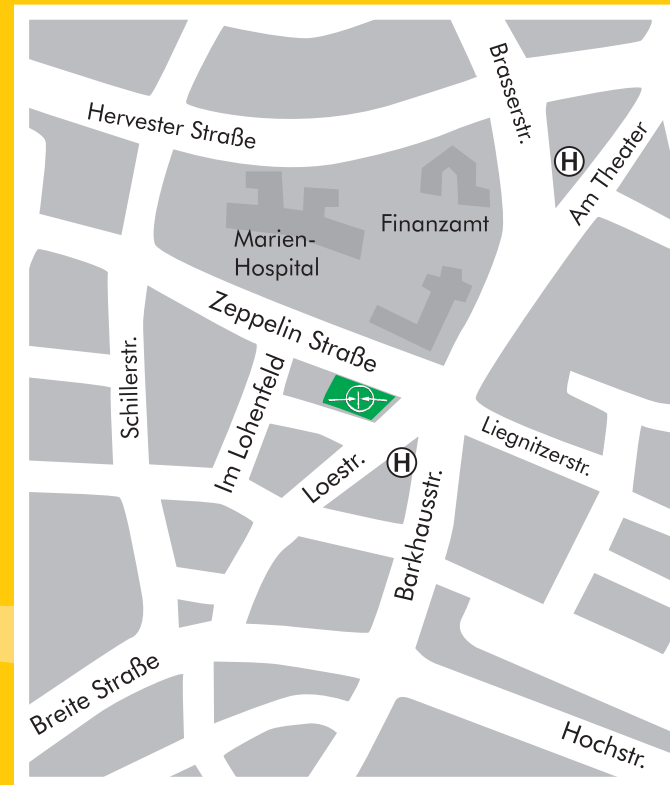 Brasserstr.
Hervester Straße
H
Am Theater
Finanzamt
Marien-
Hospital
Zeppelin Straße
Schillerstr.
Im Lohenfeld
Liegnitzerstr.
Loestr.
H
Barkhausstr.
Breite Straße
Hochstr.